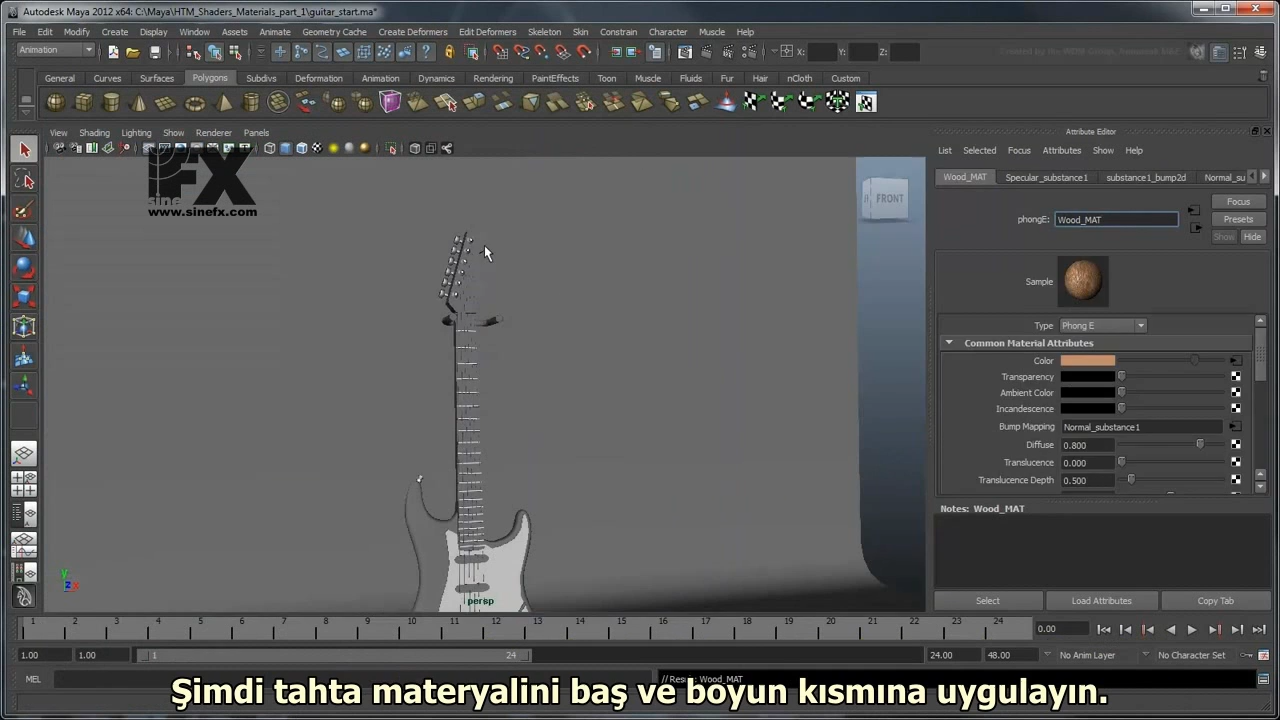 Autodesk Maya 2012 x64: C:\Maya\HTM_Shaders_Materials_part_1\guitar_start.ma*
File Edit Modify Create Display Window Assets Animate Geometry Cache Create Deformers Edit Deformers Skeleton Skin Constrain Character Muscle Help
Animation X: Y: Z:
General Curves Surfaces Polygons Subdivs Deformation Animation Dynamics Rendering PaintEffects Toon Muscle Fluids Fur Hair nCloth Custom
View Shading Lighting Show Renderer Panels
Attribute Editor
List Selected Focus Attributes Show Help
Wood_MAT Specular_substance1 substance1_bump2d Normal_su
FX
sine
www.sinefx.com
FRONT
phongE: Wood_MAT
Focus
Presets
Show Hide
Sample
Type Phong E
Common Material Attributes
Color
Transparency
Ambient Color
Incandescence
Bump Mapping Normal_substance1
Diffuse 0.800
Translucence 0.000
Translucence Depth 0.500
Notes: Wood_MAT
y
z x
persp
Select Load Attributes Copy Tab
1 2 3 4 5 6 7 8 9 10 11 12 13 14 15 16 17 18 19 20 21 22 23 24 0.00
1.00 1.00 1 24 24.00 48.00 No Anim Layer No Character Set
MEL // Result: Wood_MAT
Şimdi tahta materyalini baş ve boyun kısmına uygulayın.